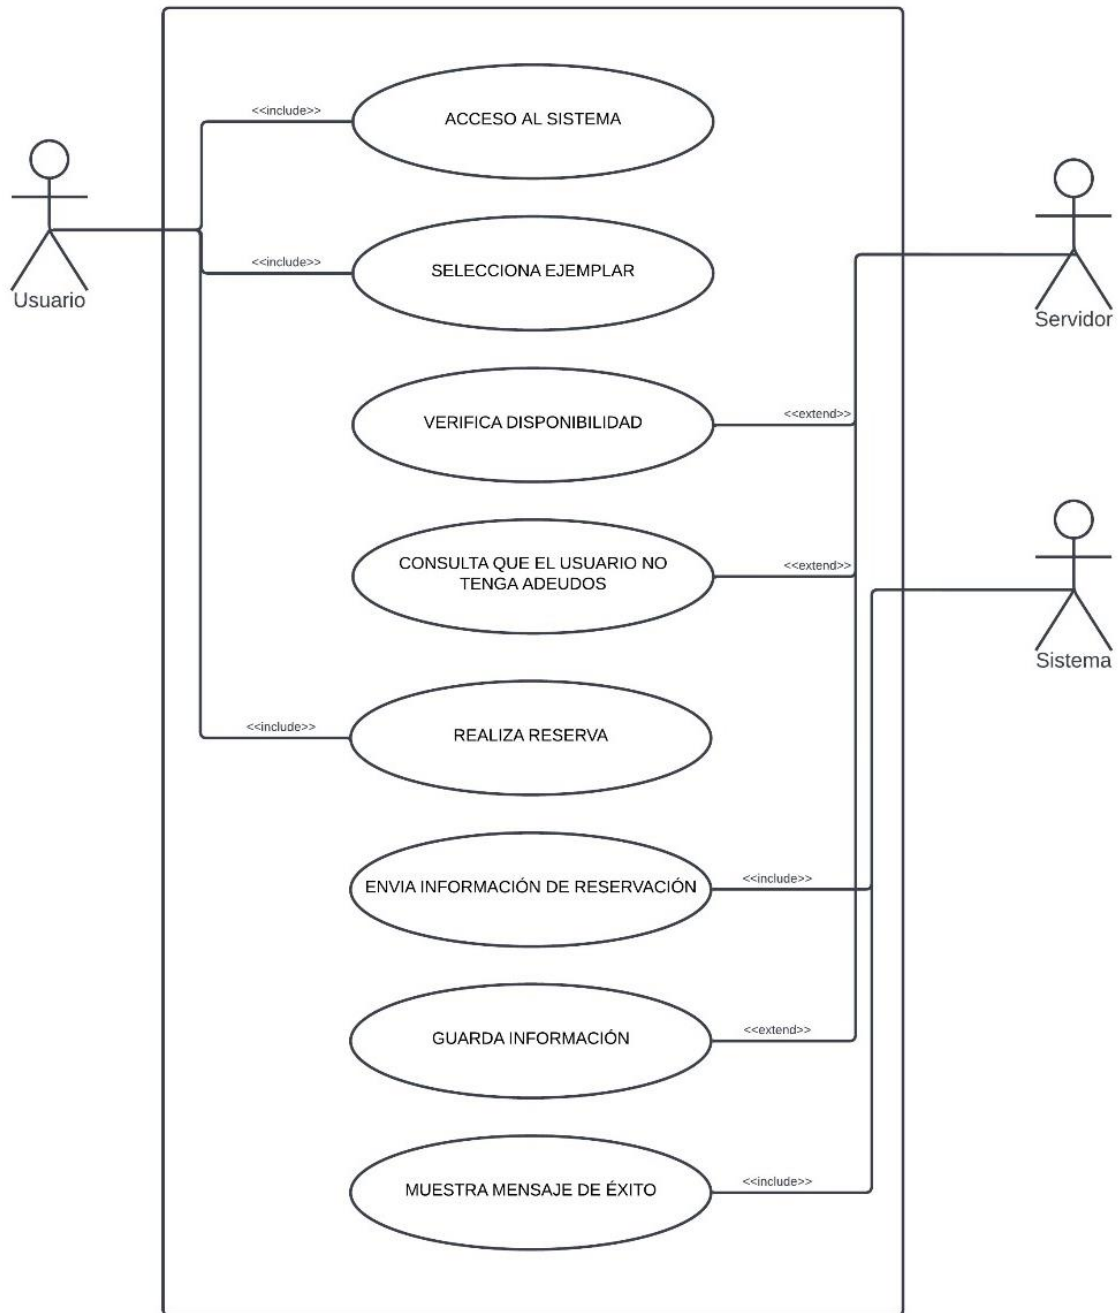 <<include>>
ACCESO AL SISTEMA
<<include>>
SELECCIONA EJEMPLAR
Usuario
Servidor
VERIFICA DISPONIBILIDAD
<<extend>>
CONSULTA QUE EL USUARIO NO
TENGA ADEUDOS
<<extend>>
Sistema
<<include>>
REALIZA RESERVA
ENVIA INFORMACIÓN DE RESERVACIÓN
<<include>>
GUARDA INFORMACIÓN
<<extend>>
MUESTRA MENSAJE DE ÉXITO
<<include>>